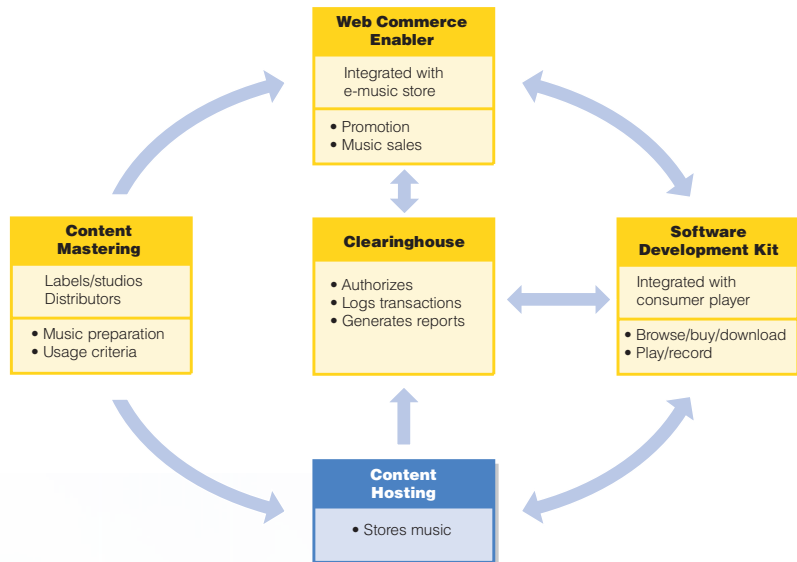 Web Commerce
Enabler
Integrated with
e-music store
• Promotion
• Music sales
Content
Mastering
Labels/studios
Distributors
• Music preparation
• Usage criteria
Clearinghouse
• Authorizes
• Logs transactions
• Generates reports
Software
Development Kit
Integrated with
consumer player
• Browse/buy/download
• Play/record
Content
Hosting
• Stores music